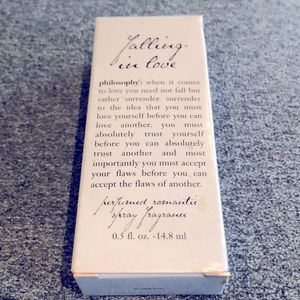 falling
in love
philosophy: when it comes
to love you need not fall but
rather surrender. surrender
to the idea that you must
love yourself before you can
love another. you must
absolutely trust yourself
before you can absolutely
trust another and most
importantly you must accept
your flaws before you can
accept the flaws of another.
perfumed romantic
spray fragrance
0.5 fl. oz. -14.8 ml